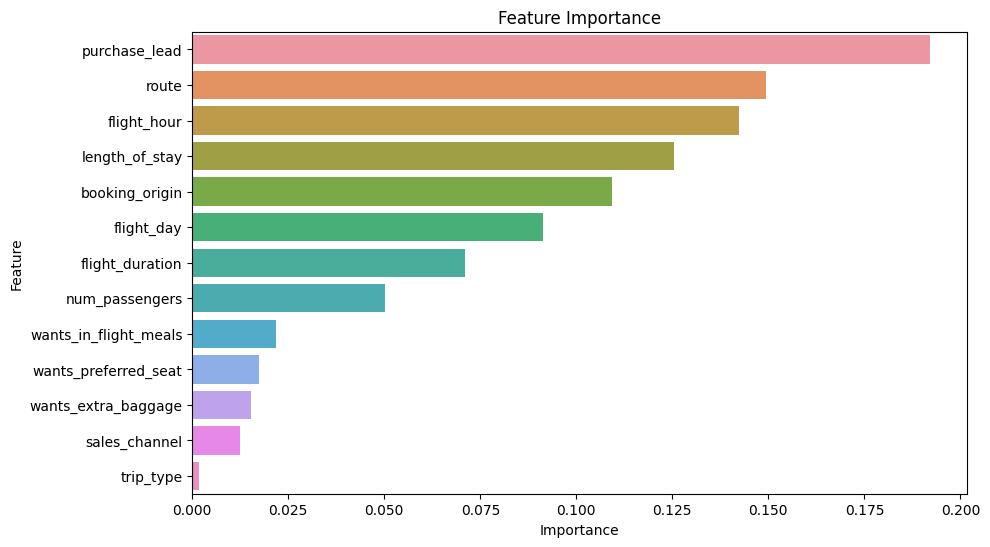 Feature Importance
purchase_lead
route
flight_hour
length_of_stay
booking_origin
flight_day
flight_duration
num_passengers
wants_in_flight_meals
wants_preferred_seat
wants_extra_baggage
sales_channel
trip_type
Feature
0.000 0.025 0.050 0.075 0.100 0.125 0.150 0.175 0.200
Importance